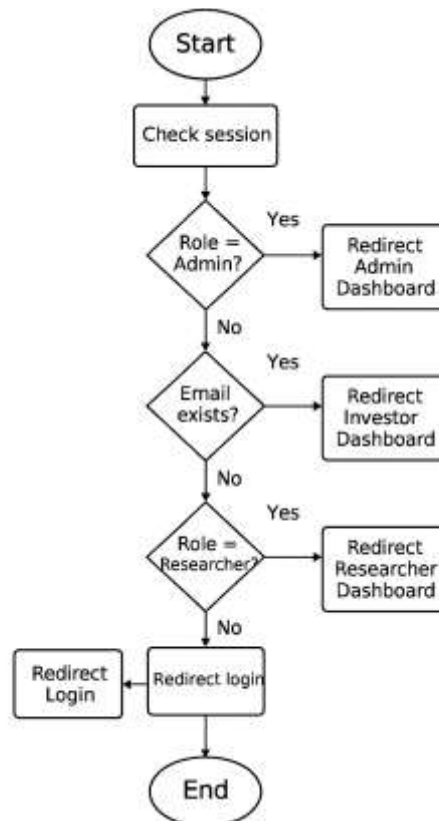 Start
Check session
Yes
Role =
Admin?
Redirect
Admin
Dashboard
No
Yes
Email
exists?
Redirect
Investor
Dashboard
No
Yes
Role =
Researcher?
Redirect
Researcher
Dashboard
No
Redirect
Login
Redirect login
End